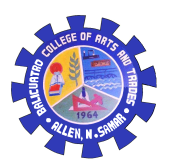 BALICUATRO COLLEGE OF ARTS AND TRADES
ALLEN, N. SAMAR
1964